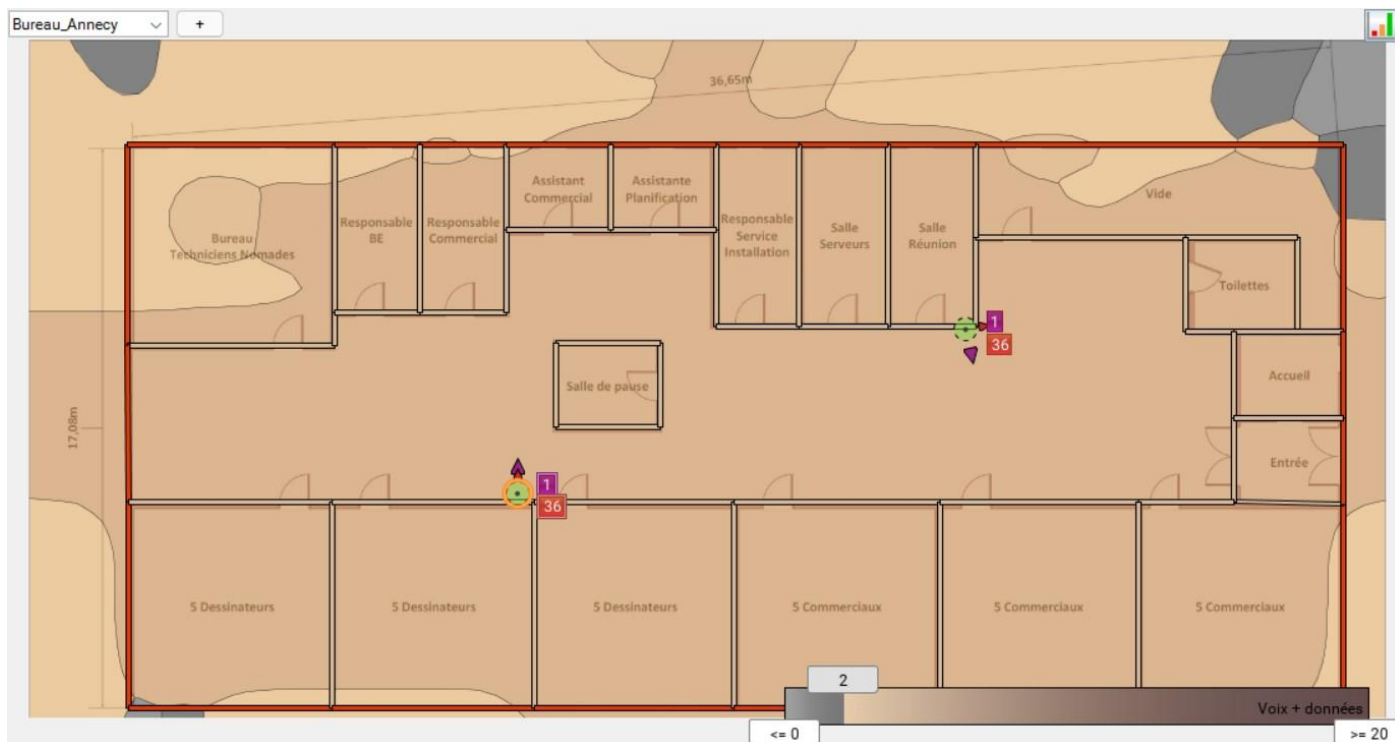 Bureau_Annecy
+
36,65m
Assistant
Commercial
Assistante
Planification
Vide
Bureau
Techniciens Nomades
Responsable
BE
Responsable
Commercial
Responsable
Service
Installation
Salle
Serveurs
Salle
Réunion
Toilettes
1
36
Salle de pause
Accueil
17,08m
Entrée
1
36
5 Dessinateurs
5 Dessinateurs
5 Dessinateurs
5 Commerciaux
5 Commerciaux
5 Commerciaux
2
Voix + données
<= 0
>= 20